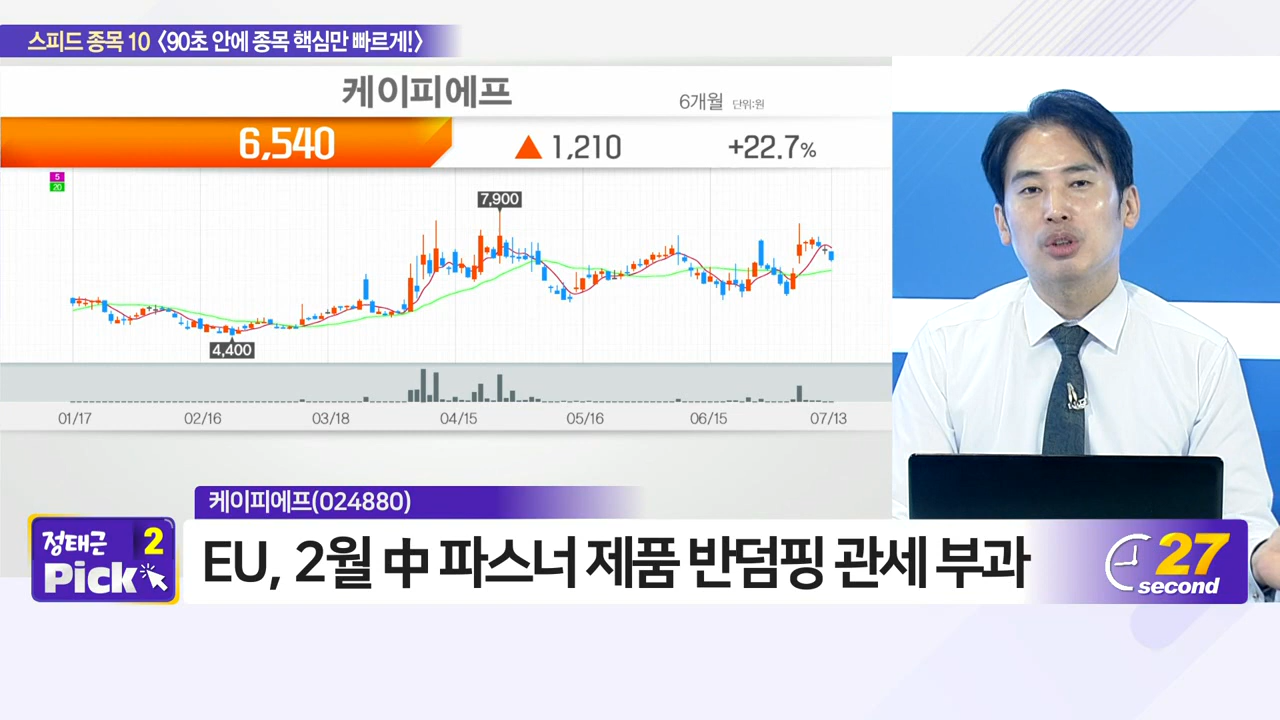 스피드 종목 10 〈90초 안에 종목 핵심만 빠르게!〉
케이피에프
6개월 단위:원
6,540 ▲ 1,210 +22.7%
5
20
7,900
4,400
01/17 02/16 03/18 04/15 05/16 06/15 07/13
케이피에프(024880)
정태근 2
Pick
EU, 2월 中 파스너 제품 반덤핑 관세 부과
27
second